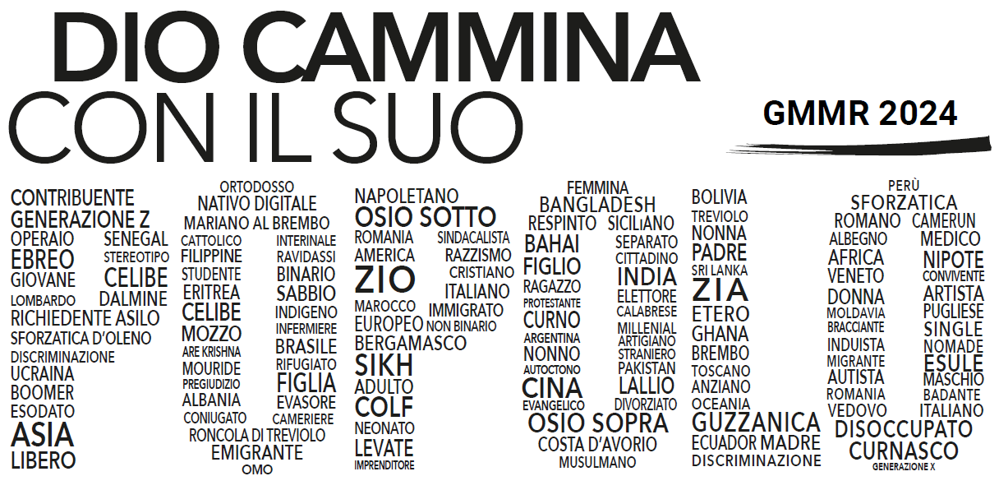 DIO CAMMINA
CON IL SUO
GMMR 2024
CONTRIBUENTE
GENERAZIONE Z
OPERAIO SENEGAL
EBREO STEREOTIPO
GIOVANE CELIBE
LOMBARDO DALMINE
RICHIEDENTE ASILO
SFORZATICA D'OLENO
DISCRIMINAZIONE
UCRAINA
BOOMER
ESODATO
ASIA
LIBERO
ORTODOSSO
NATIVO DIGITALE
MARIANO AL BREMBO
CATTOLICO INTERINALE
FILIPPINE RAVIDASSI
STUDENTE BINARIO
ERITREA SABBIO
CELIBE INDIGENO
MOZZO INFERMIERE
ARE KRISHNA BRASILE
MOURIDE RIFUGIATO
PREGIUDIZIO FIGLIA
ALBANIA EVASORE
CONIUGATO CAMERIERE
RONCOLA DI TREVIOLO
EMIGRANTE
OMO
NAPOLETANO
OSIO SOTTO
ROMANIA SINDACALISTA
AMERICA RAZZISMO
ZIO CRISTIANO
ITALIANO
MAROCCO IMMIGRATO
EUROPEO NON BINARIO
BERGAMASCO
SIKH
ADULTO
COLF
NEONATO
LEVATE
IMPRENDITORE
FEMMINA
BANGLADESH
RESPINTO SICILiANO
BAHAI SEPARATO
FIGLIO CITTADINO
RAGAZZO INDIA
PROTESTANTE ELETTORE
CURNO CALABRESE
ARGENTINA MILLENIAL
NONNO ARTIGIANO
AUTOCTONO STRANIERO
CINA PAKISTAN
EVANGELICO LALLIO
DIVORZIATO
OSIO SOPRA
COSTA D'AVORIO
MUSULMANO
BOLIVIA
TREVIOLO
NONNA
PADRE
SRI LANKA
ZIA
ETERO
GHANA
BREMBO
TOSCANO
ANZIANO
OCEANIA
GUZZANICA
ECUADOR MADRE
DISCRIMINAZIONE
PERÙ
SFORZATICA
ROMANO CAMERUN
ALBEGNO MEDICO
AFRICA NIPOTE
VENETO CONVIVENTE
DONNA ARTISTA
MOLDAVIA PUGLIESE
BRACCIANTE SINGLE
INDUISTA NOMADE
MIGRANTE ESULE
AUTISTA MASCHIO
ROMANIA BADANTE
VEDOVO ITALIANO
DISOCCUPATO
CURNASCO
GENERAZIONE X